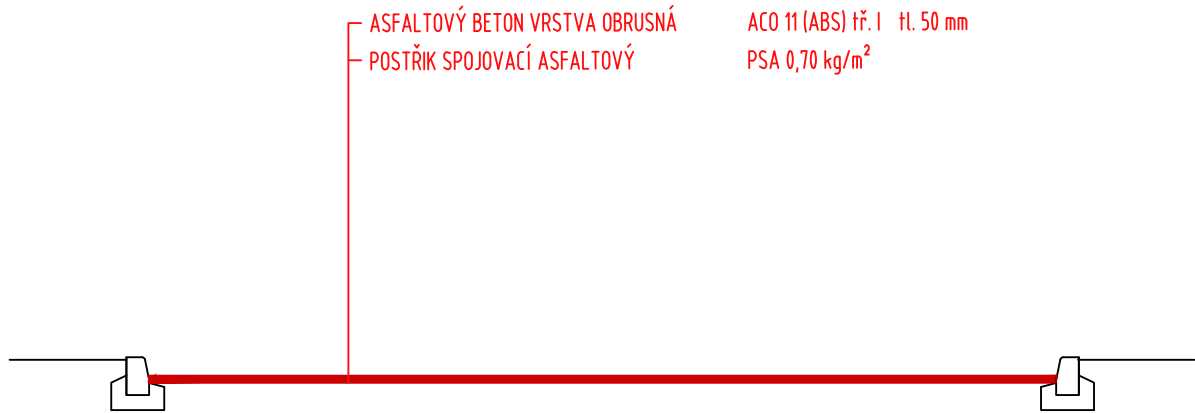 ASFALTOVÝ BETON VRSTVA OBRUSNÁ ACO 11 (ABS) tř. I tl. 50 mm
POSTŘIK SPOJOVACÍ ASFALTOVÝ PSA 0,70 kg/m²